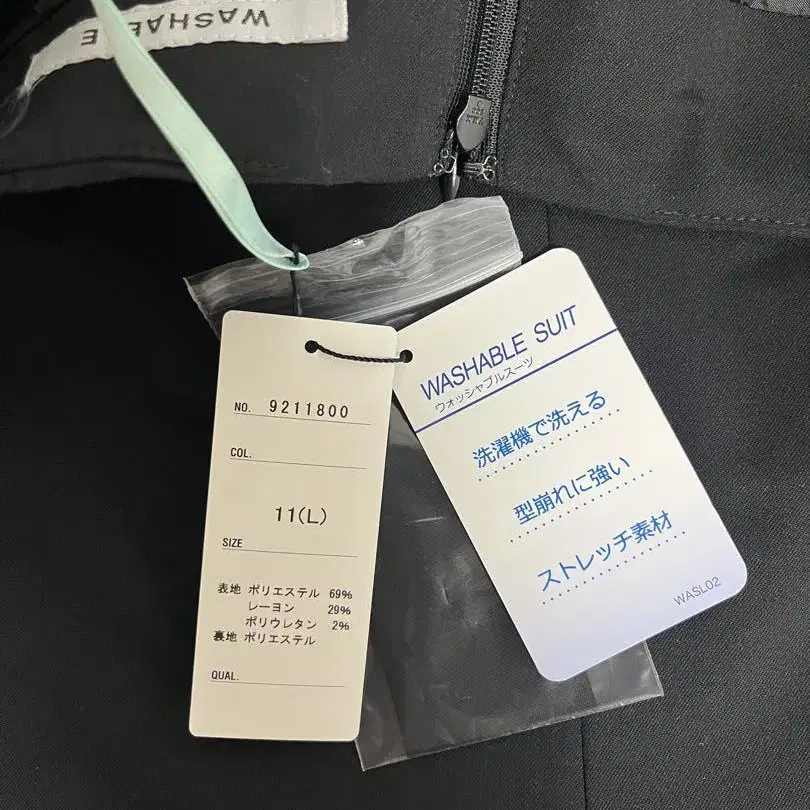 WASHABLE
YKK
NO. 9211800
COL.
11(L)
SIZE
表地 ポリエステル 69%
レーヨン 29%
ポリウレタン 2%
裏地 ポリエステル
QUAL.
WASHABLE SUIT
ウォッシャブルスーツ
洗濯機で洗える
型崩れに強い
ストレッチ素材
WASL02